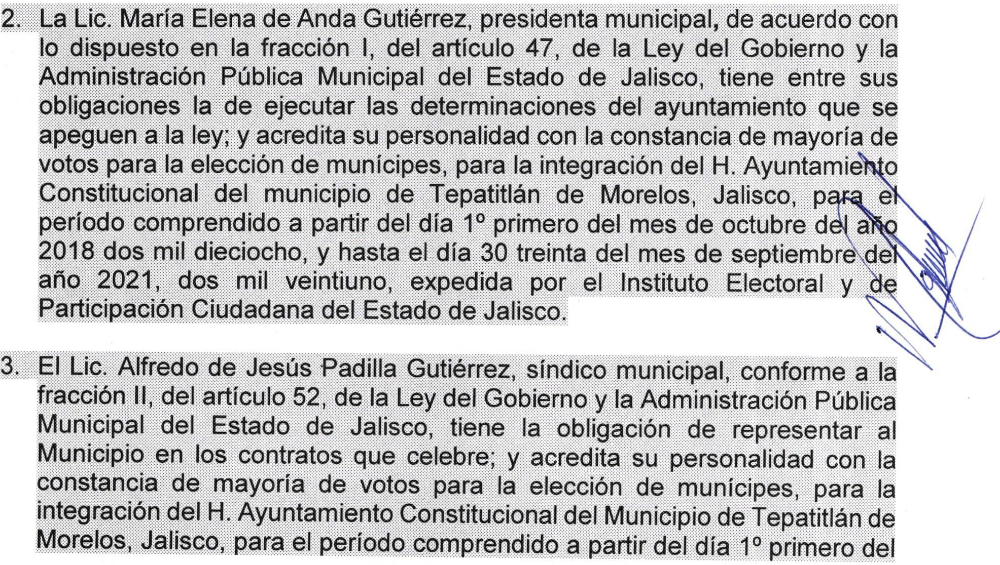 2. La Lic. María Elena de Anda Gutiérrez, presidenta municipal, de acuerdo con
lo dispuesto en la fracción I, del artículo 47, de la Ley del Gobierno y la
Administración Pública Municipal del Estado de Jalisco, tiene entre sus
obligaciones la de ejecutar las determinaciones del ayuntamiento que se
apeguen a la ley; y acredita su personalidad con la constancia de mayoría de
votos para la elección de munícipes, para la integración del H. Ayuntamiento
Constitucional del municipio de Tepatitlán de Morelos, Jalisco, para el
período comprendido a partir del día 1º primero del mes de octubre del año
2018 dos mil dieciocho, y hasta el día 30 treinta del mes de septiembre del
año 2021, dos mil veintiuno, expedida por el Instituto Electoral y de
Participación Ciudadana del Estado de Jalisco.
3. El Lic. Alfredo de Jesús Padilla Gutiérrez, síndico municipal, conforme a la
fracción II, del artículo 52, de la Ley del Gobierno y la Administración Pública
Municipal del Estado de Jalisco, tiene la obligación de representar al
Municipio en los contratos que celebre; y acredita su personalidad con la
constancia de mayoría de votos para la elección de munícipes, para la
integración del H. Ayuntamiento Constitucional del Municipio de Tepatitlán de
Morelos, Jalisco, para el período comprendido a partir del día 1º primero del